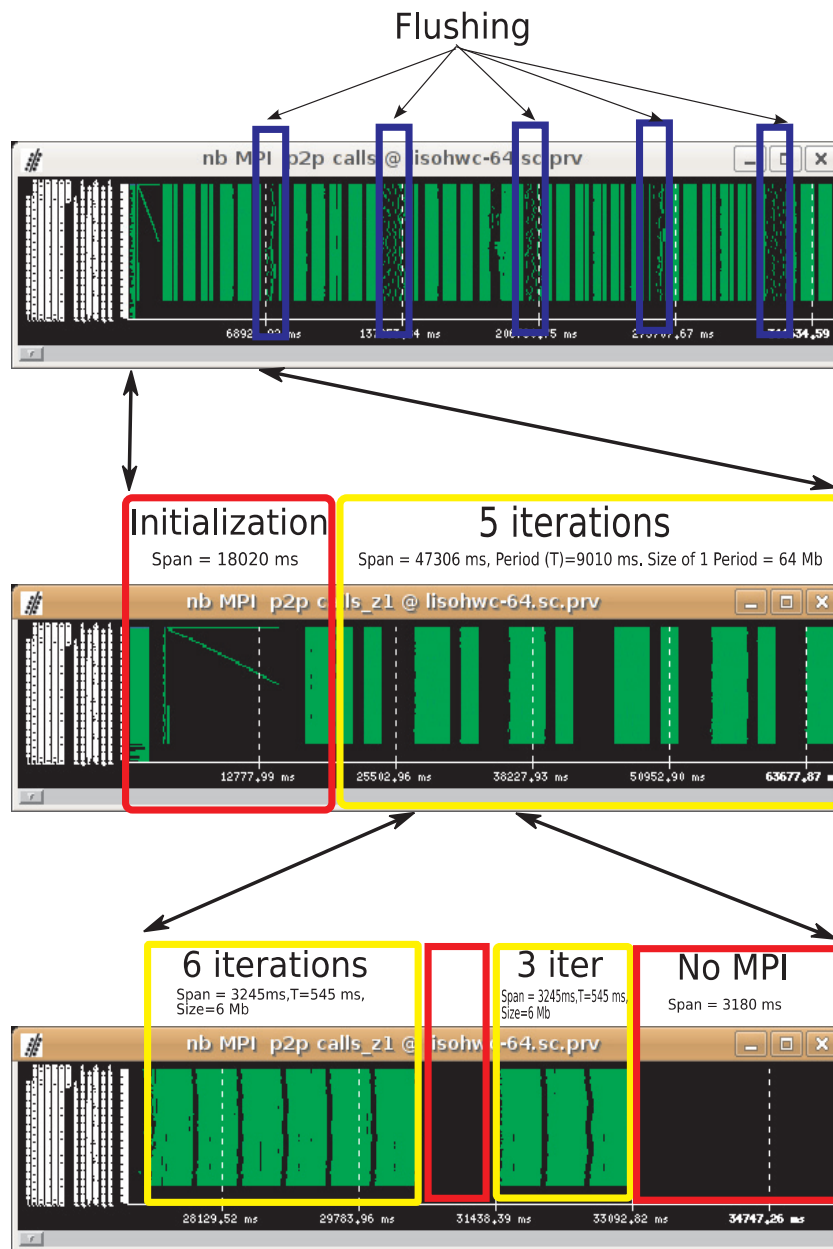 Flushing
nb MPI p2p calls @ lisohwc-64.sc.prv
ms
ms
ms
ms
Initialization
Span = 18020 ms
5 iterations
Span = 47306 ms, Period (T)=9010 ms. Size of 1 Period = 64 Mb
nb MPI p2p calls_z1 @ lisohwc-64.sc.prv
12777.99 ms
25502.96 ms
38227.93 ms
50952.90 ms
63677.87
6 iterations
Span = 3245ms,T=545 ms,
Size=6 Mb
3 iter
Span = 3245ms,T=545 ms,
Size=6 Mb
No MPI
Span = 3180 ms
nb MPI p2p calls_z1 @ lisohwc-64.sc.prv
28129.52 ms
29783.96 ms
31438.39 ms
33092.82 ms
34747.26 ms